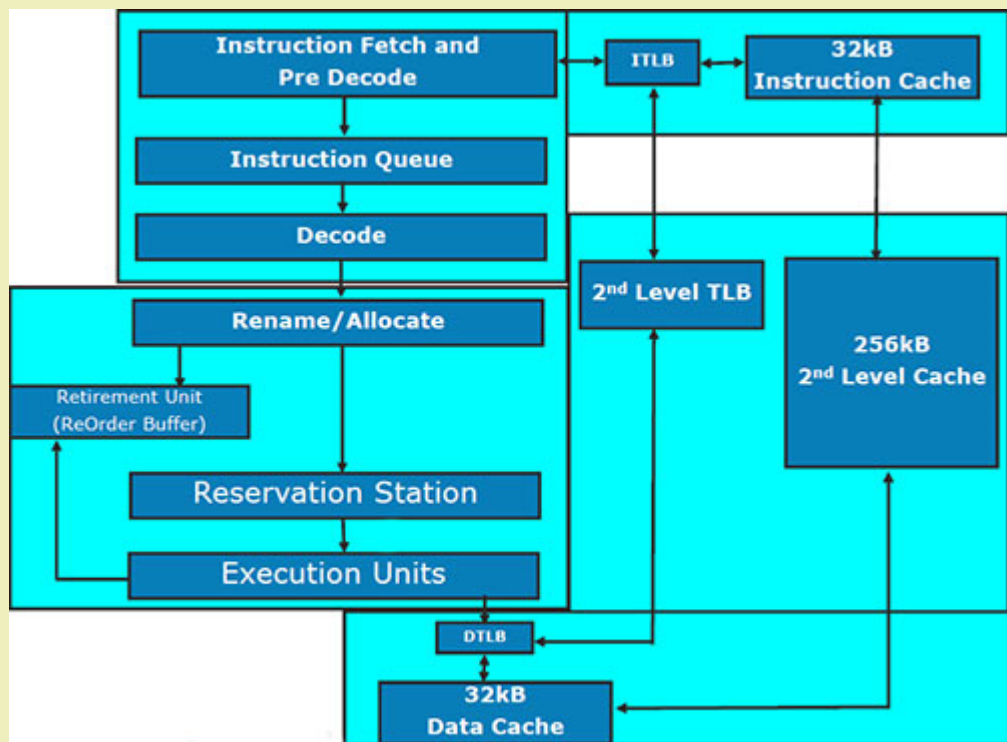 Instruction Fetch and
Pre Decode
ITLB
32kB
Instruction Cache
Instruction Queue
Decode
2nd Level TLB
256kB
2nd Level Cache
Rename/Allocate
Retirement Unit
(ReOrder Buffer)
Reservation Station
Execution Units
DTLB
32kB
Data Cache